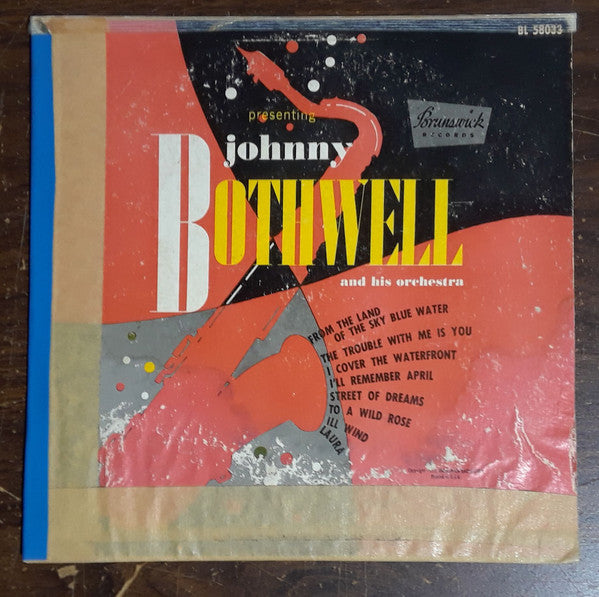 BL 58033
presenting
Brunswick
RECORDS
johnny
BOTHWELL
and his orchestra
FROM THE LAND
OF THE SKY BLUE WATER
THE TROUBLE WITH ME IS YOU
I COVER THE WATERFRONT
I'LL REMEMBER APRIL
STREET OF DREAMS
TO A WILD ROSE
ILL WIND
LAURA